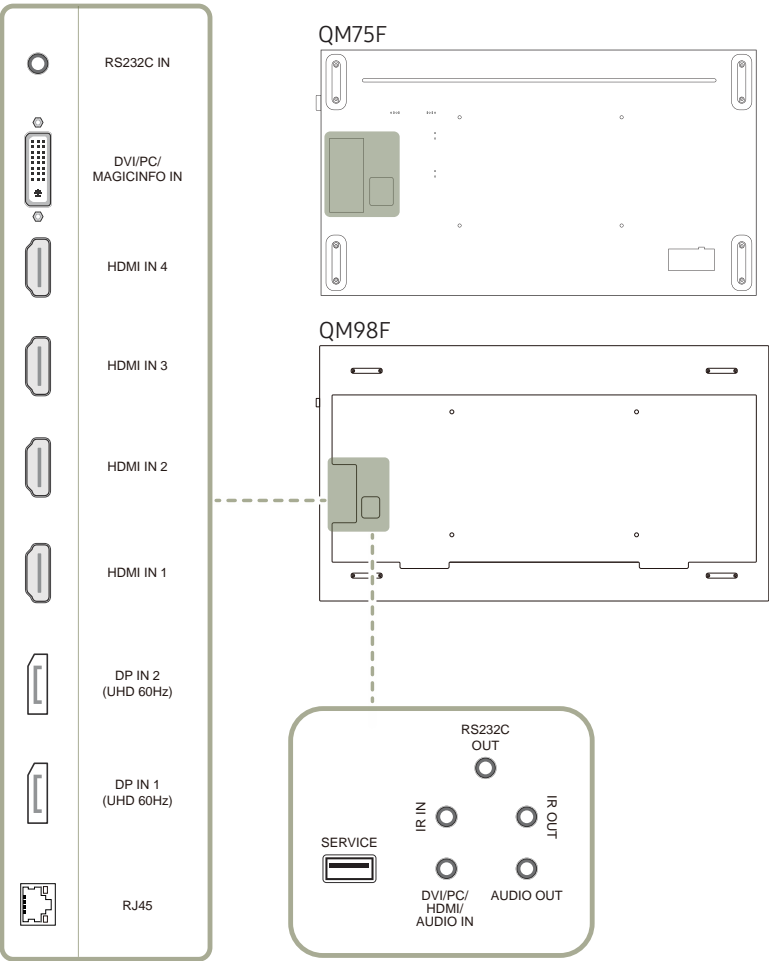 RS232C IN
DVI/PC/
MAGICINFO IN
HDMI IN 4
HDMI IN 3
HDMI IN 2
HDMI IN 1
DP IN 2
(UHD 60Hz)
DP IN 1
(UHD 60Hz)
RJ45
QM75F
QM98F
RS232C
OUT
IR IN
IR OUT
SERVICE
DVI/PC/
HDMI/
AUDIO IN
AUDIO OUT